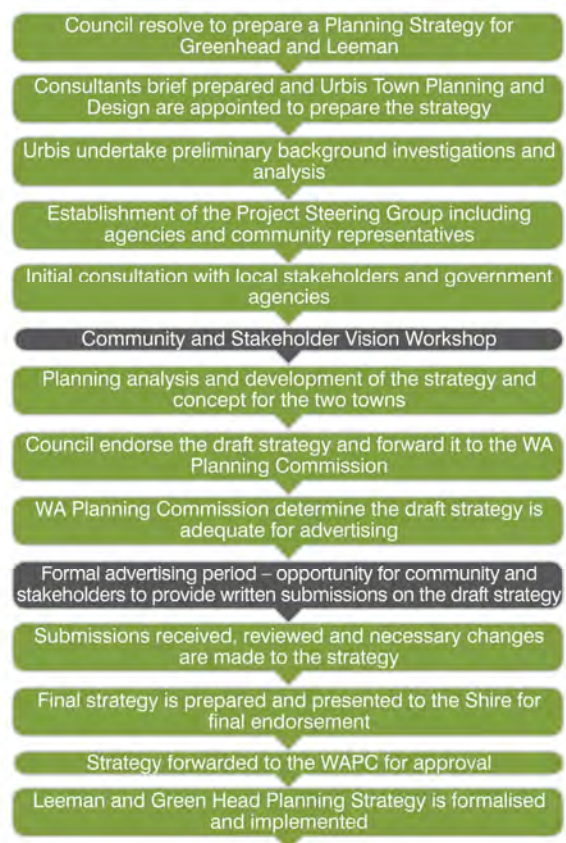 Council resolve to prepare a Planning Strategy for
Greenhead and Leeman
Consultants brief prepared and Urbis Town Planning and
Design are appointed to prepare the strategy
Urbis undertake preliminary background investigations and
analysis
Establishment of the Project Steering Group including
agencies and community representatives
Initial consultation with local stakeholders and government
agencies
Community and Stakeholder Vision Workshop
Planning analysis and development of the strategy and
concept for the two towns
Council endorse the draft strategy and forward it to the WA
Planning Commission
WA Planning Commission determine the draft strategy is
adequate for advertising
Formal advertising period – opportunity for community and
stakeholders to provide written submissions on the draft strategy
Submissions received, reviewed and necessary changes
are made to the strategy
Final strategy is prepared and presented to the Shire for
final endorsement
Strategy forwarded to the WAPC for approval
Leeman and Green Head Planning Strategy is formalised
and implemented